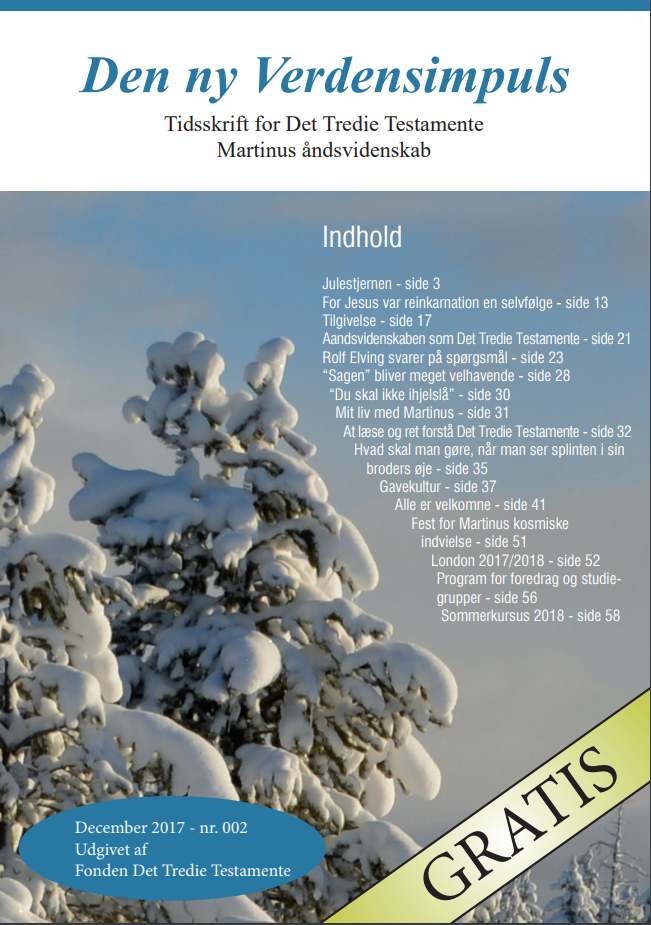 Den ny Verdensimpuls
Tidsskrift for Det Tredie Testamente
Martinus åndsvidenskab
Indhold
Julestjernen - side 3
For Jesus var reinkarnation en selvfølge - side 13
Tilgivelse - side 17
Aandsvidenskaben som Det Tredie Testamente - side 21
Rolf Elving svarer på spørgsmål - side 23
“Sagen” bliver meget velhavende - side 28
“Du skal ikke ihjelslå” - side 30
Mit liv med Martinus - side 31
At læse og ret forstå Det Tredie Testamente - side 32
Hvad skal man gøre, når man ser splinten i sin
broders øje - side 35
Gavekultur - side 37
Alle er velkomne - side 41
Fest for Martinus kosmiske
indvielse - side 51
London 2017/2018 - side 52
Program for foredrag og studie-
grupper - side 56
Sommerkursus 2018 - side 58
GRATIS
December 2017 - nr. 002
Udgivet af
Fonden Det Tredie Testamente